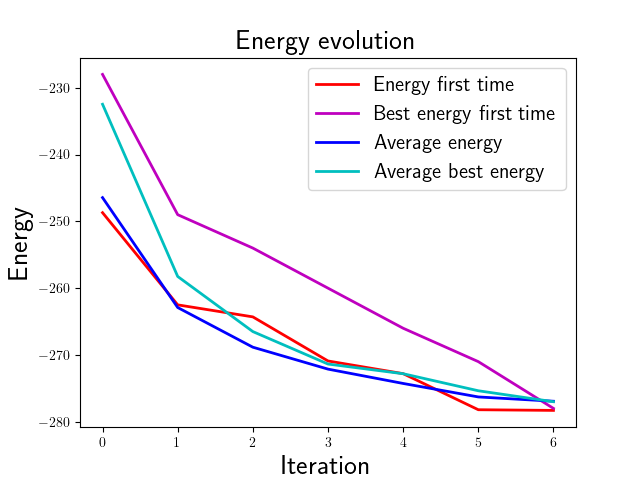 Energy evolution
Energy first time
Best energy first time
Average energy
Average best energy
Energy
−230
−240
−250
−260
−270
−280
0 1 2 3 4 5 6
Iteration